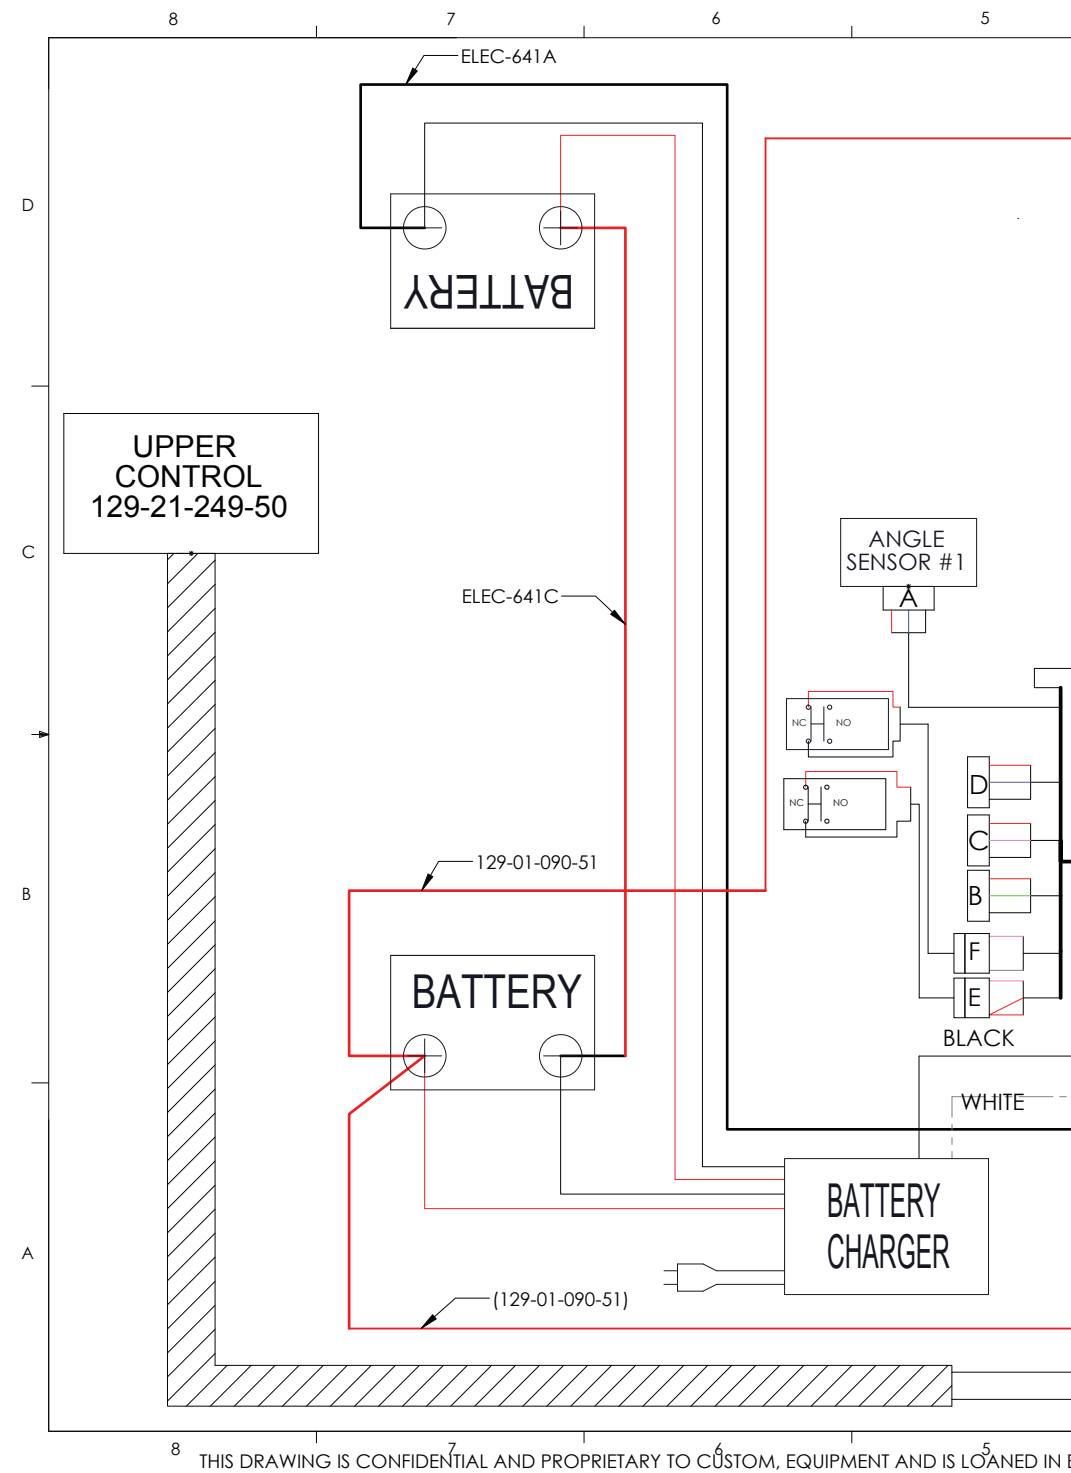 8 7 6 5
ELEC-641A
D
BATTERY
UPPER
CONTROL
129-21-249-50
C
ANGLE
SENSOR #1
A
ELEC-641C
NC NO
D
NC NO
C
129-01-090-51
B
B
F
BATTERY
E
BLACK
WHITE
BATTERY
CHARGER
A
(129-01-090-51)
8 7 6 5
THIS DRAWING IS CONFIDENTIAL AND PROPRIETARY TO CUSTOM, EQUIPMENT AND IS LOANED IN